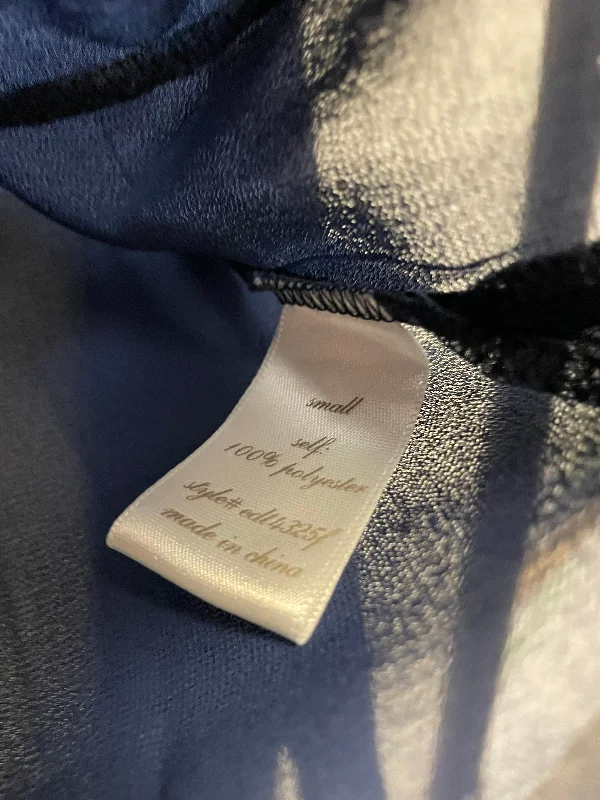 small
self:
100% polyester
style# edt4325f
made in china